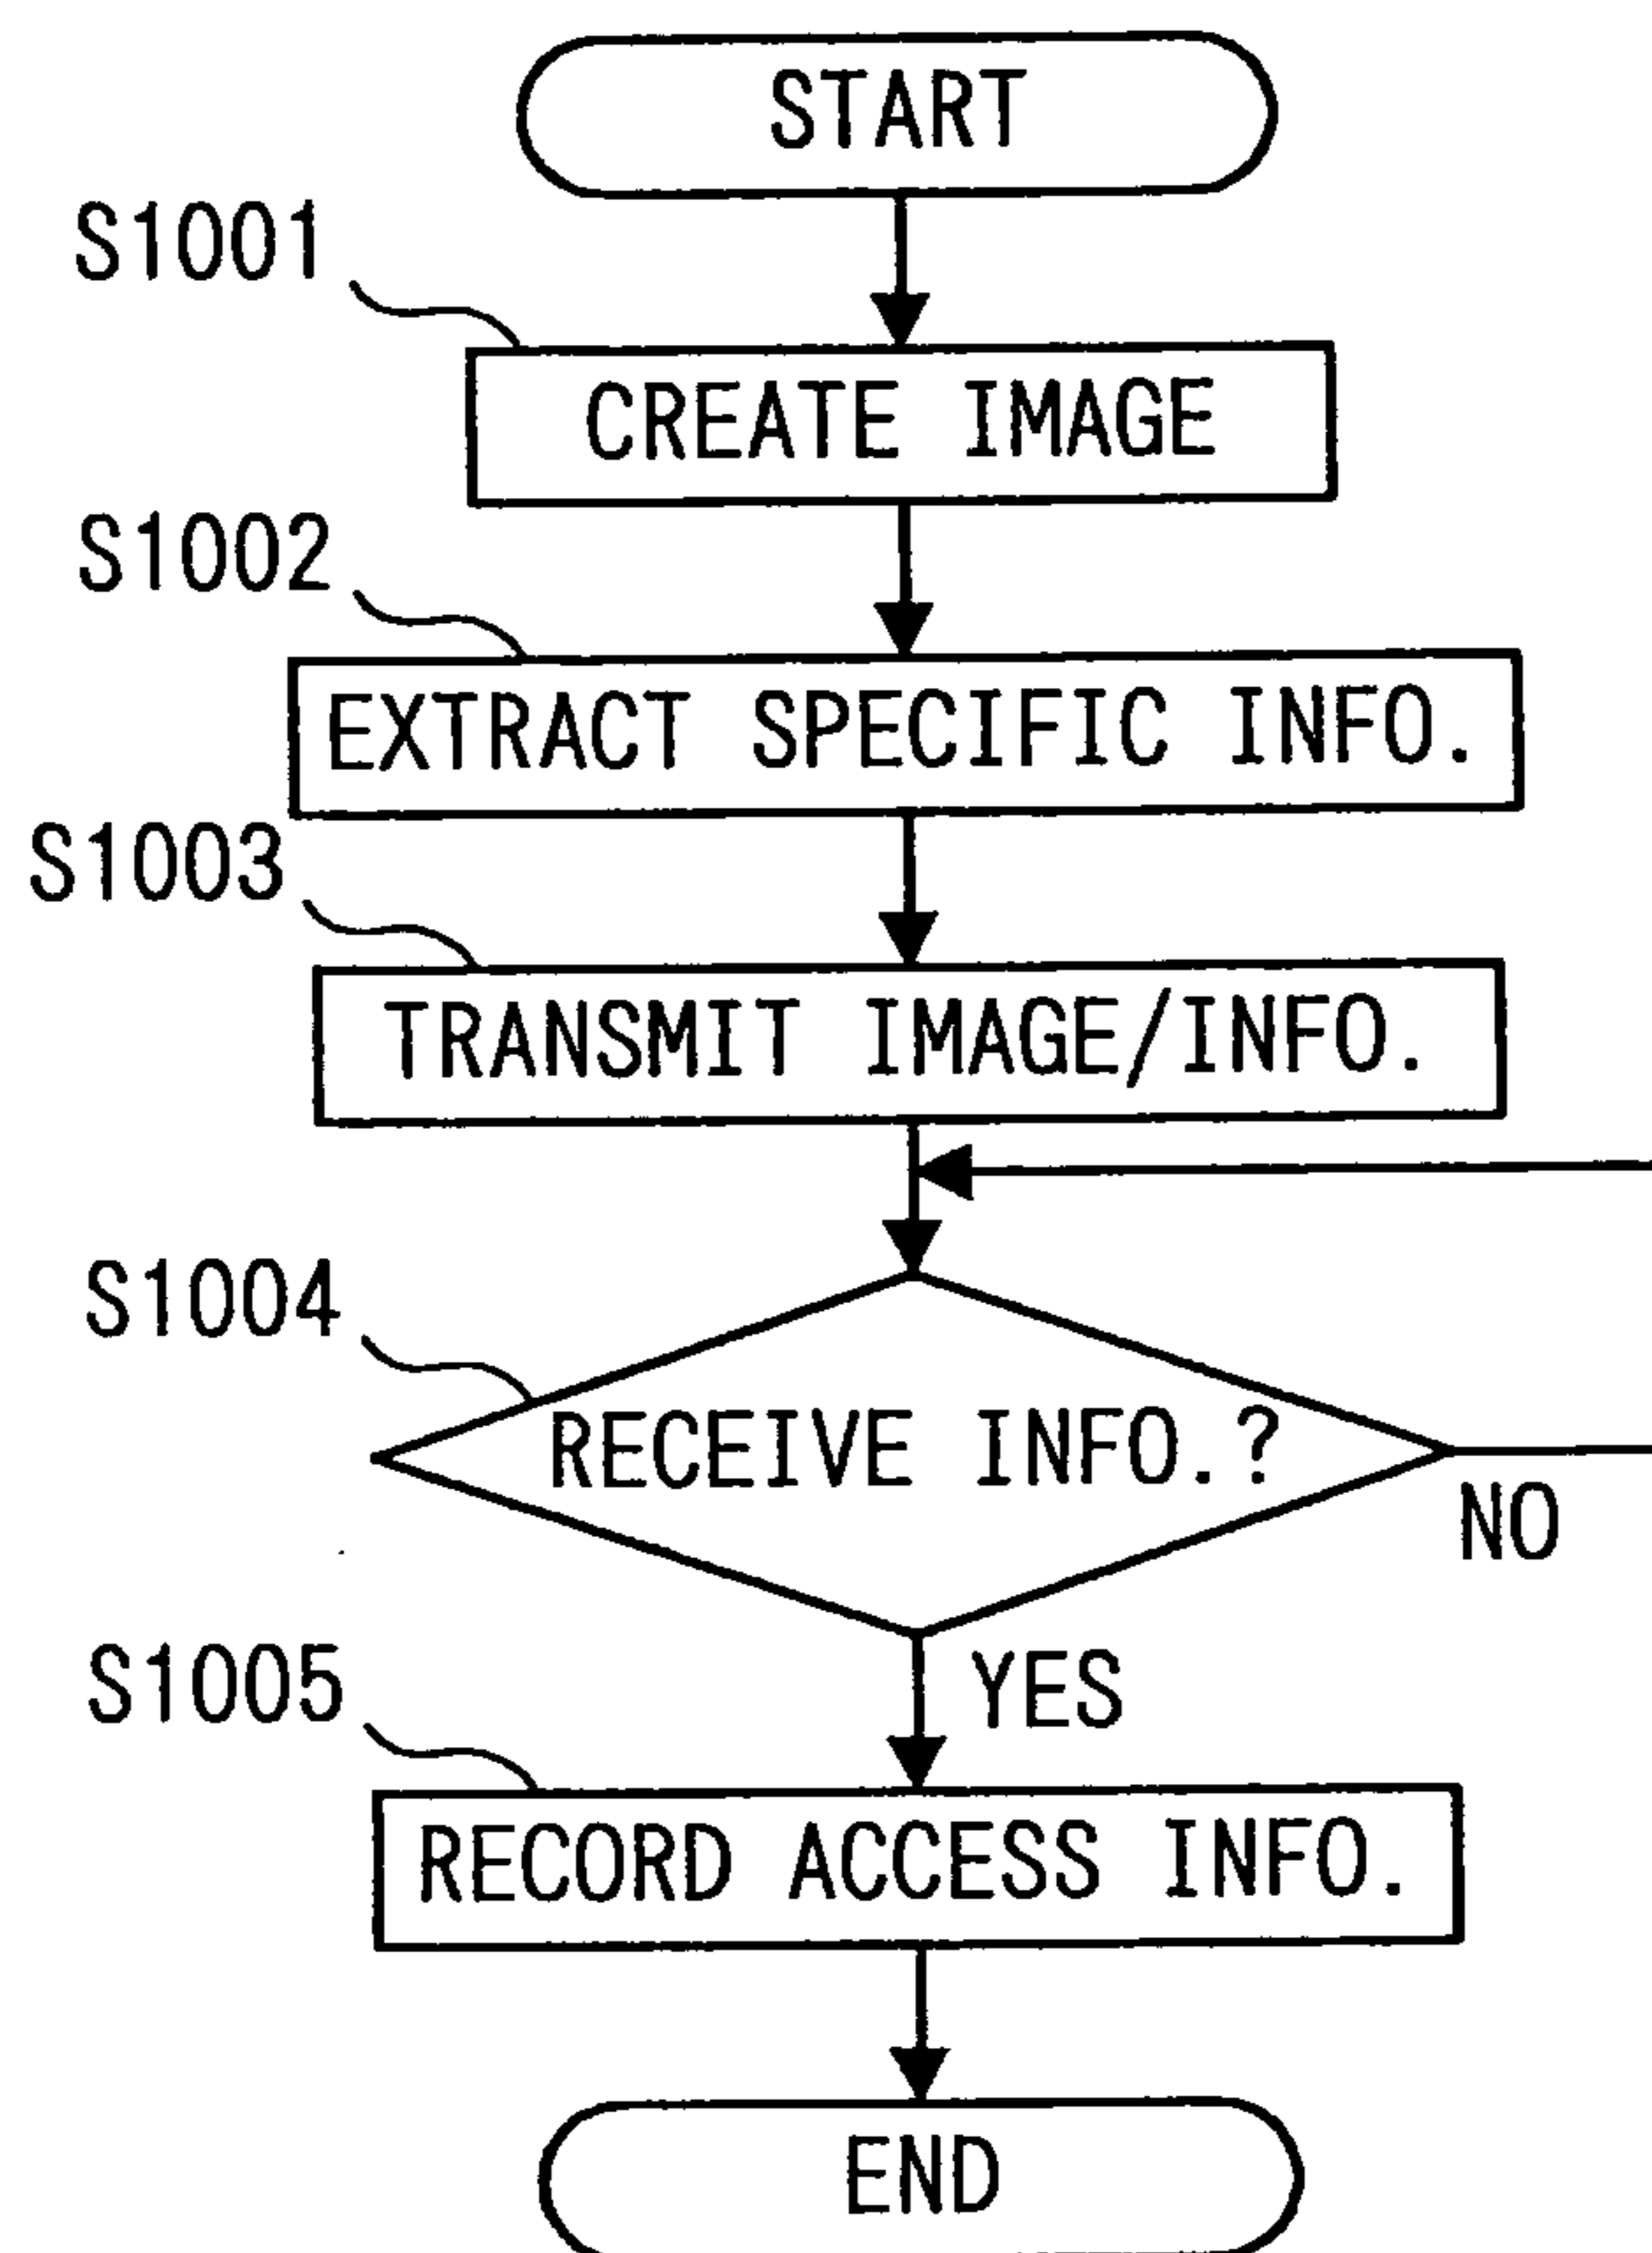 START
S1001
CREATE IMAGE
S1002
EXTRACT SPECIFIC INFO.
S1003
TRANSMIT IMAGE/INFO.
S1004
RECEIVE INFO.?
NO
YES
S1005
RECORD ACCESS INFO.
END